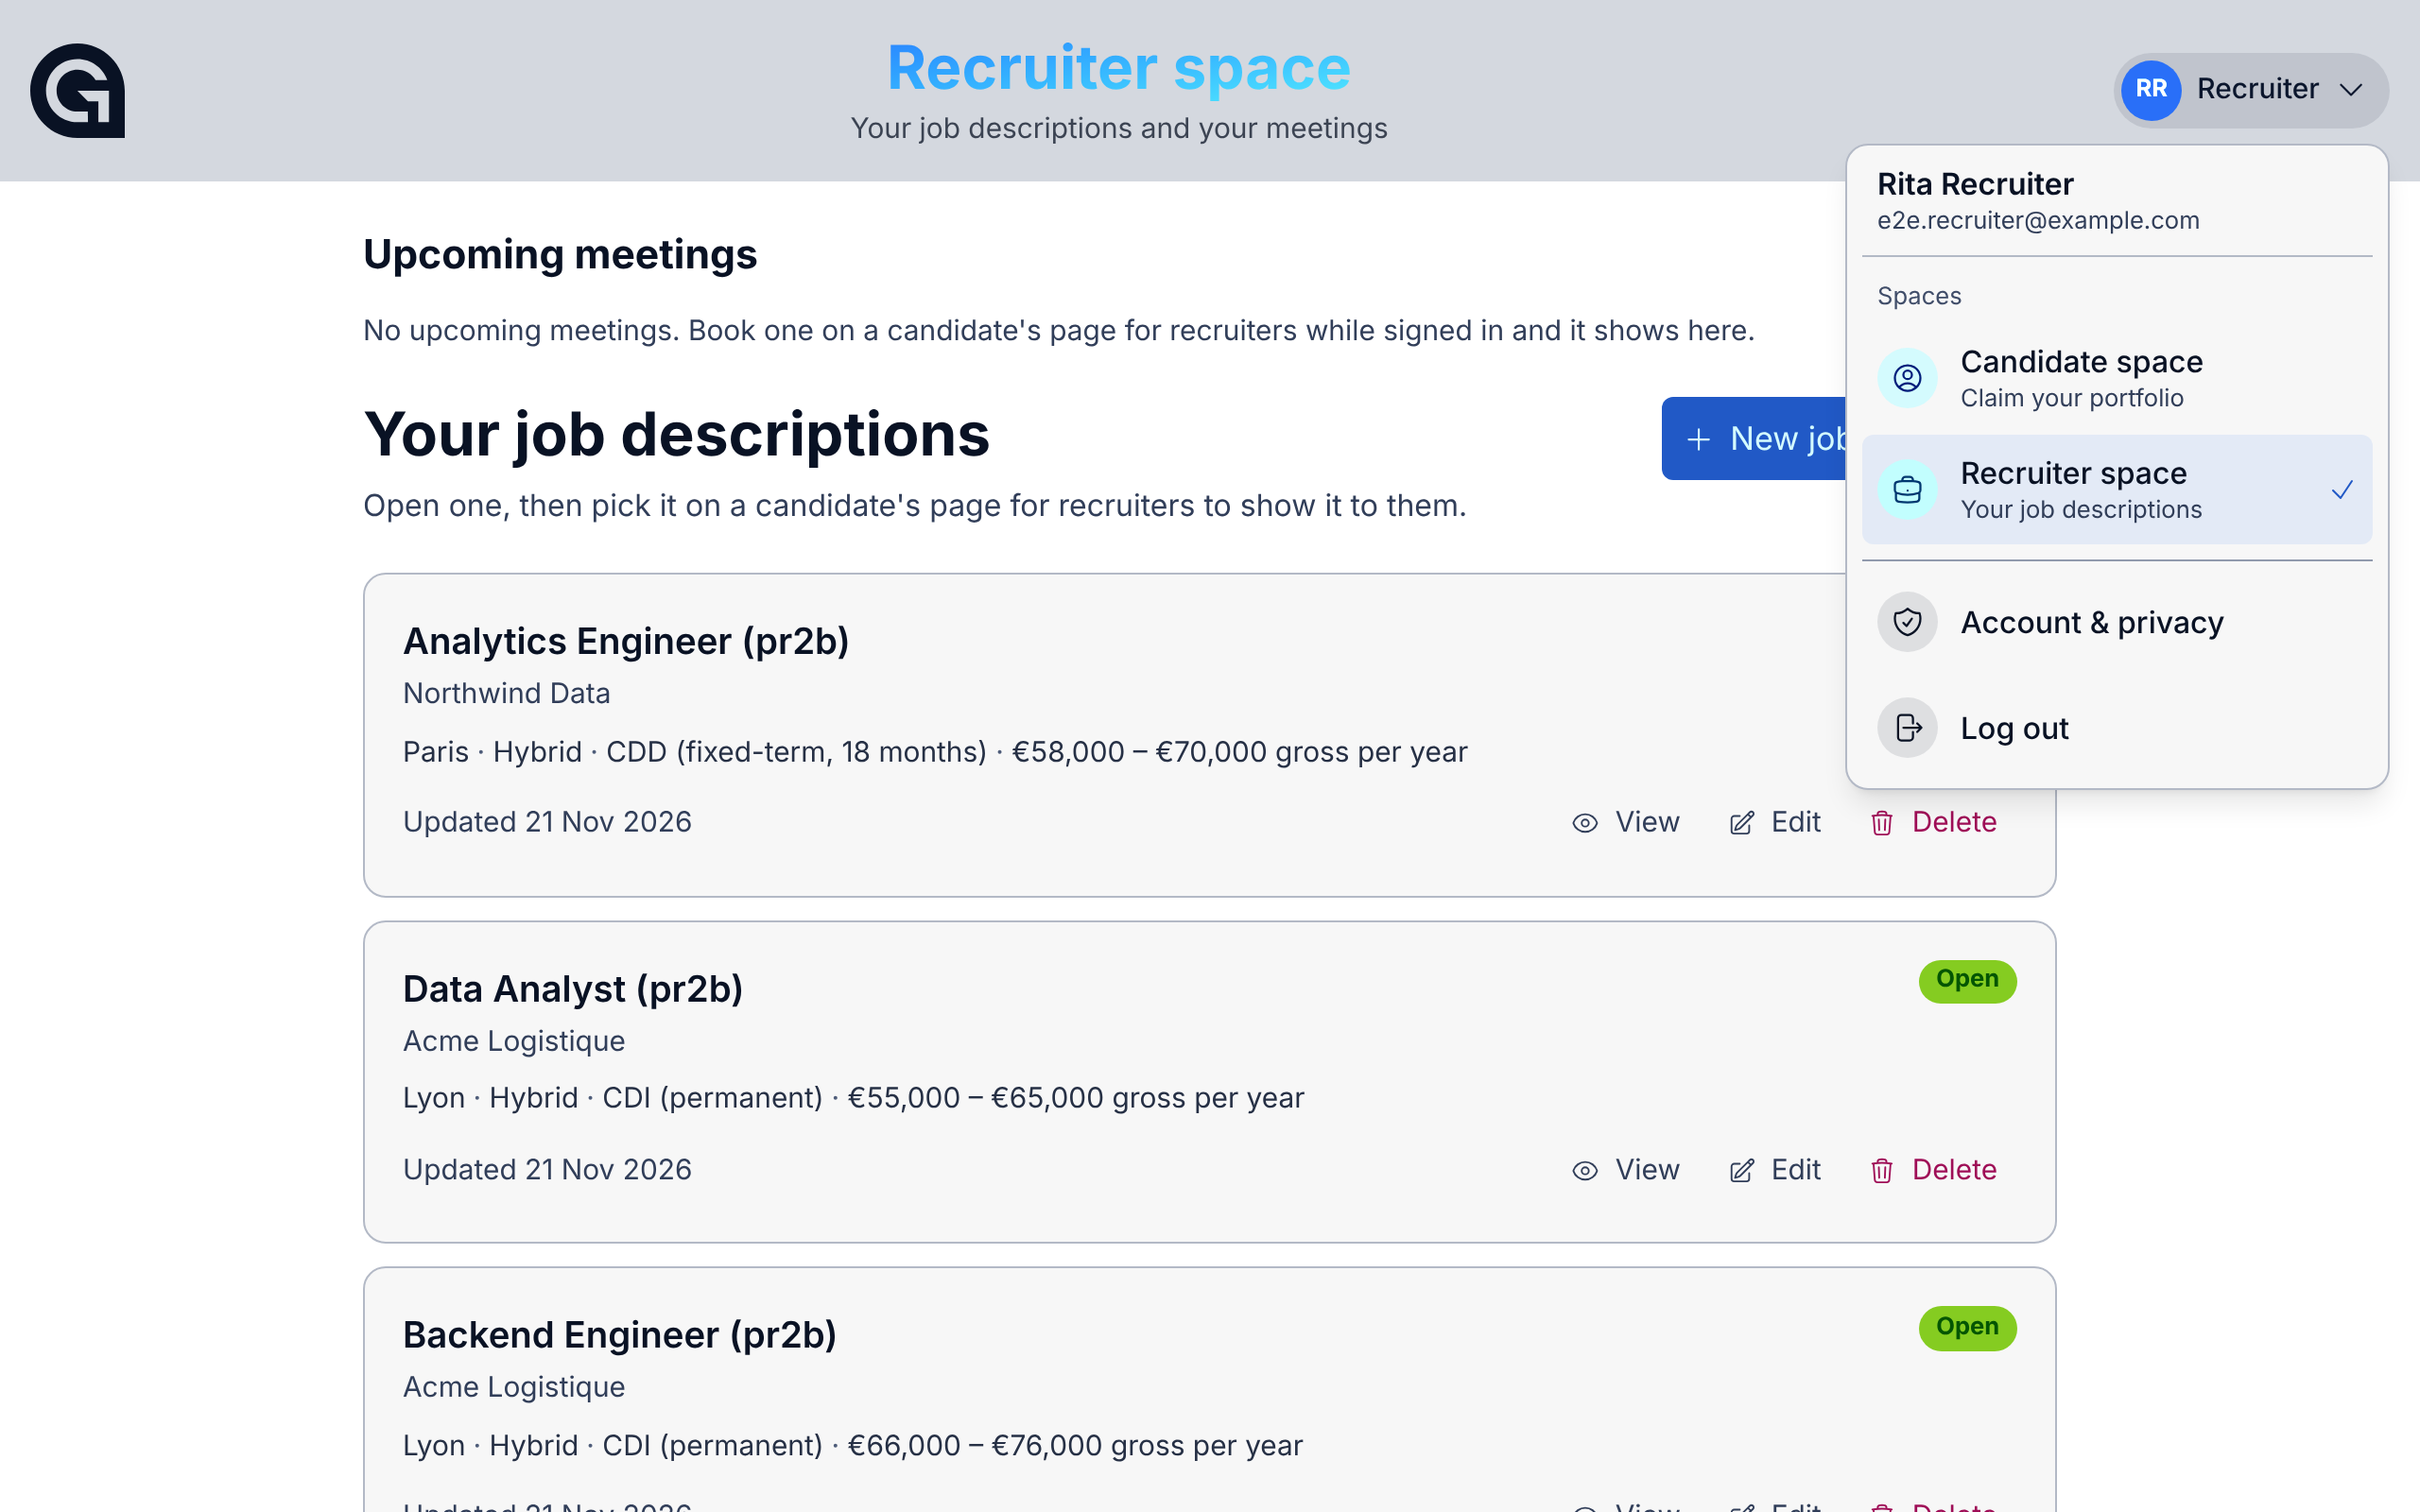 Recruiter space
Your job descriptions and your meetings
RR Recruiter
Rita Recruiter
e2e.recruiter@example.com
Spaces
Candidate space
Claim your portfolio
Recruiter space
Your job descriptions
Account & privacy
Log out
Upcoming meetings
No upcoming meetings. Book one on a candidate's page for recruiters while signed in and it shows here.
Your job descriptions
+ New job
Open one, then pick it on a candidate's page for recruiters to show it to them.
Analytics Engineer (pr2b)
Northwind Data
Paris · Hybrid · CDD (fixed-term, 18 months) · €58,000 – €70,000 gross per year
Updated 21 Nov 2026 View Edit Delete
Data Analyst (pr2b) Open
Acme Logistique
Lyon · Hybrid · CDI (permanent) · €55,000 – €65,000 gross per year
Updated 21 Nov 2026 View Edit Delete
Backend Engineer (pr2b) Open
Acme Logistique
Lyon · Hybrid · CDI (permanent) · €66,000 – €76,000 gross per year
Updated 21 Nov 2026 View Edit Delete